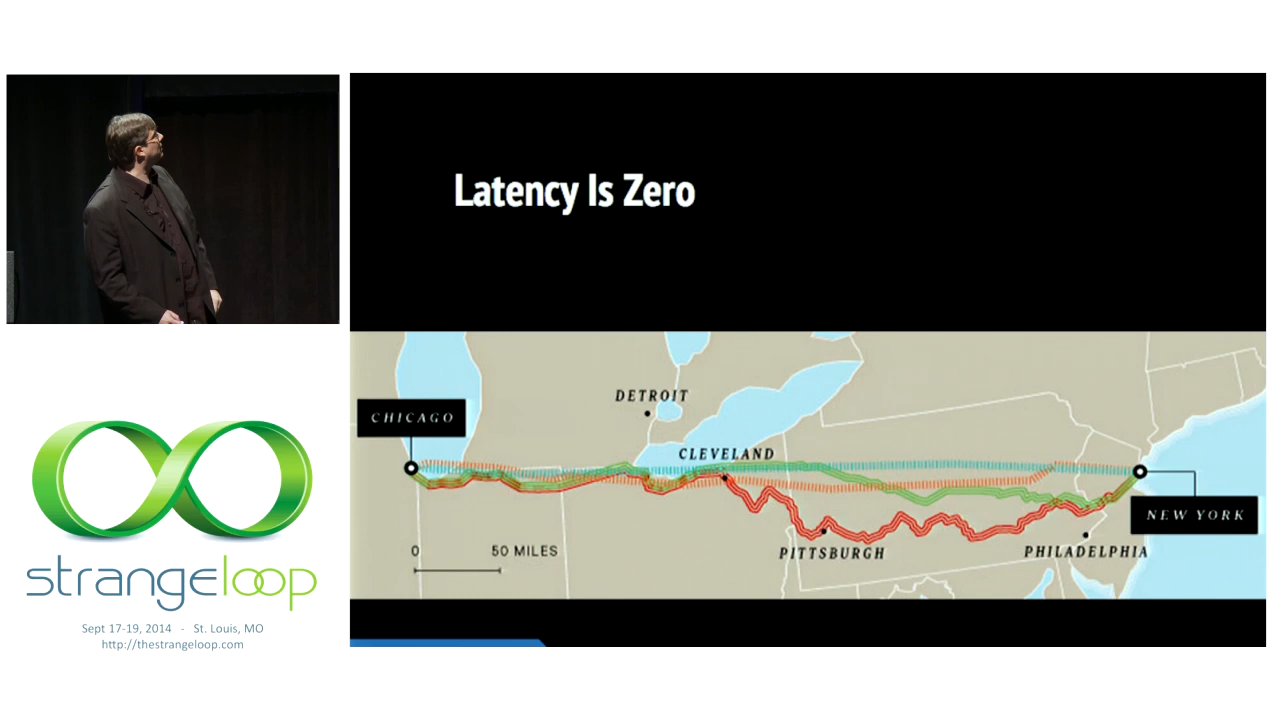 Latency Is Zero
DETROIT
CHICAGO
CLEVELAND
NEW YORK
0 50 MILES
PITTSBURGH
PHILADELPHIA
strangeloop
Sept 17-19, 2014 - St. Louis, MO
http://thestrangeloop.com